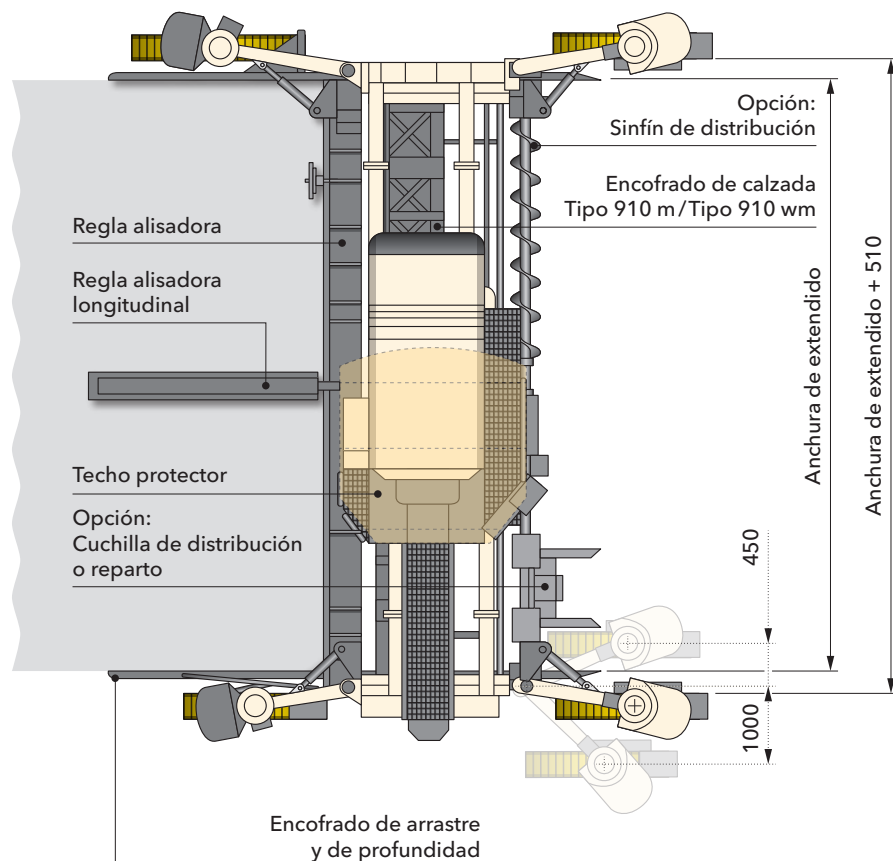 Opción:
Sinfín de distribución
Encofrado de calzada
Tipo 910 m / Tipo 910 wm
Regla alisadora
Regla alisadora
longitudinal
Techo protector
Opción:
Cuchilla de distribución
o reparto
Anchura de extendido
Anchura de extendido + 510
450
1000
Encofrado de arrastre
y de profundidad